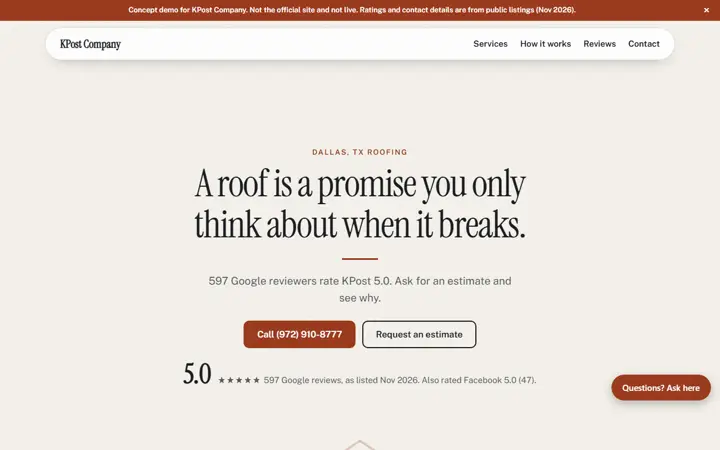 Concept demo for KPost Company. Not the official site and not live. Ratings and contact details are from public listings (Nov 2026). ×
KPost Company
Services How it works Reviews Contact
DALLAS, TX ROOFING
A roof is a promise you only
think about when it breaks.
597 Google reviewers rate KPost 5.0. Ask for an estimate and
see why.
Call (972) 910-8777 Request an estimate
5.0 ★★★★★ 597 Google reviews, as listed Nov 2026. Also rated Facebook 5.0 (47).
Questions? Ask here